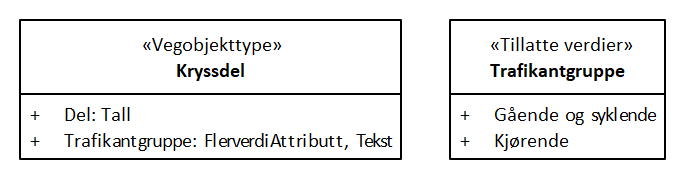 «Vegobjekttype»
Kryssdel
+ Del: Tall
+ Trafikantgruppe: FlerverdiAttributt, Tekst
«Tillatte verdier»
Trafikantgruppe
+ Gående og syklende
+ Kjørende